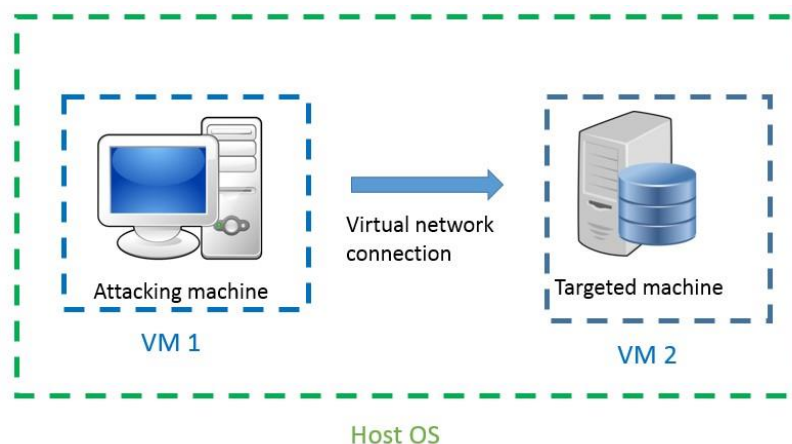 Virtual network
connection
Attacking machine
Targeted machine
VM 1
VM 2
Host OS